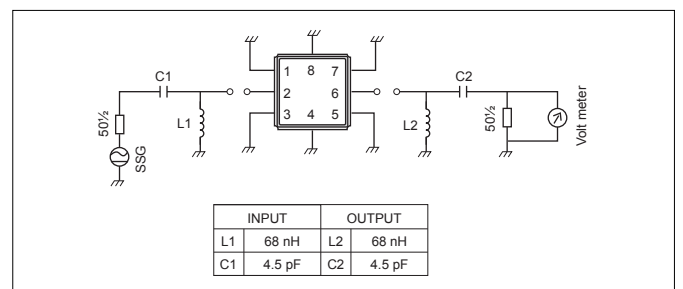 C1
1 8 7
C2
50½
L1
2 6
3 4 5
L2
50½
Volt meter
SSG
INPUT OUTPUT
L1 68 nH L2 68 nH
C1 4.5 pF C2 4.5 pF